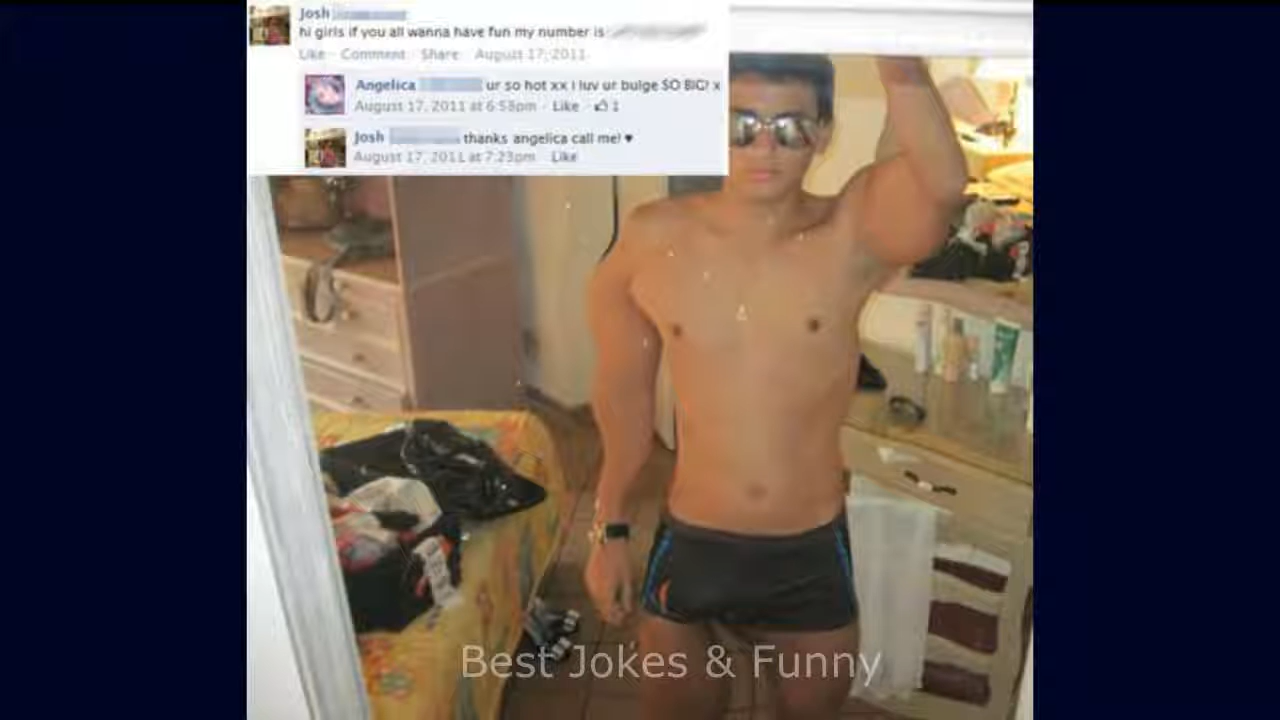 Josh
hi girls if you all wanna have fun my number is
Like · Comment · Share · August 17, 2011
Angelica ur so hot xx i luv ur bulge SO BIG! x
August 17, 2011 at 6:58pm · Like · 1
Josh thanks angelica call me! ♥
August 17, 2011 at 7:23pm · Like
Best Jokes & Funny